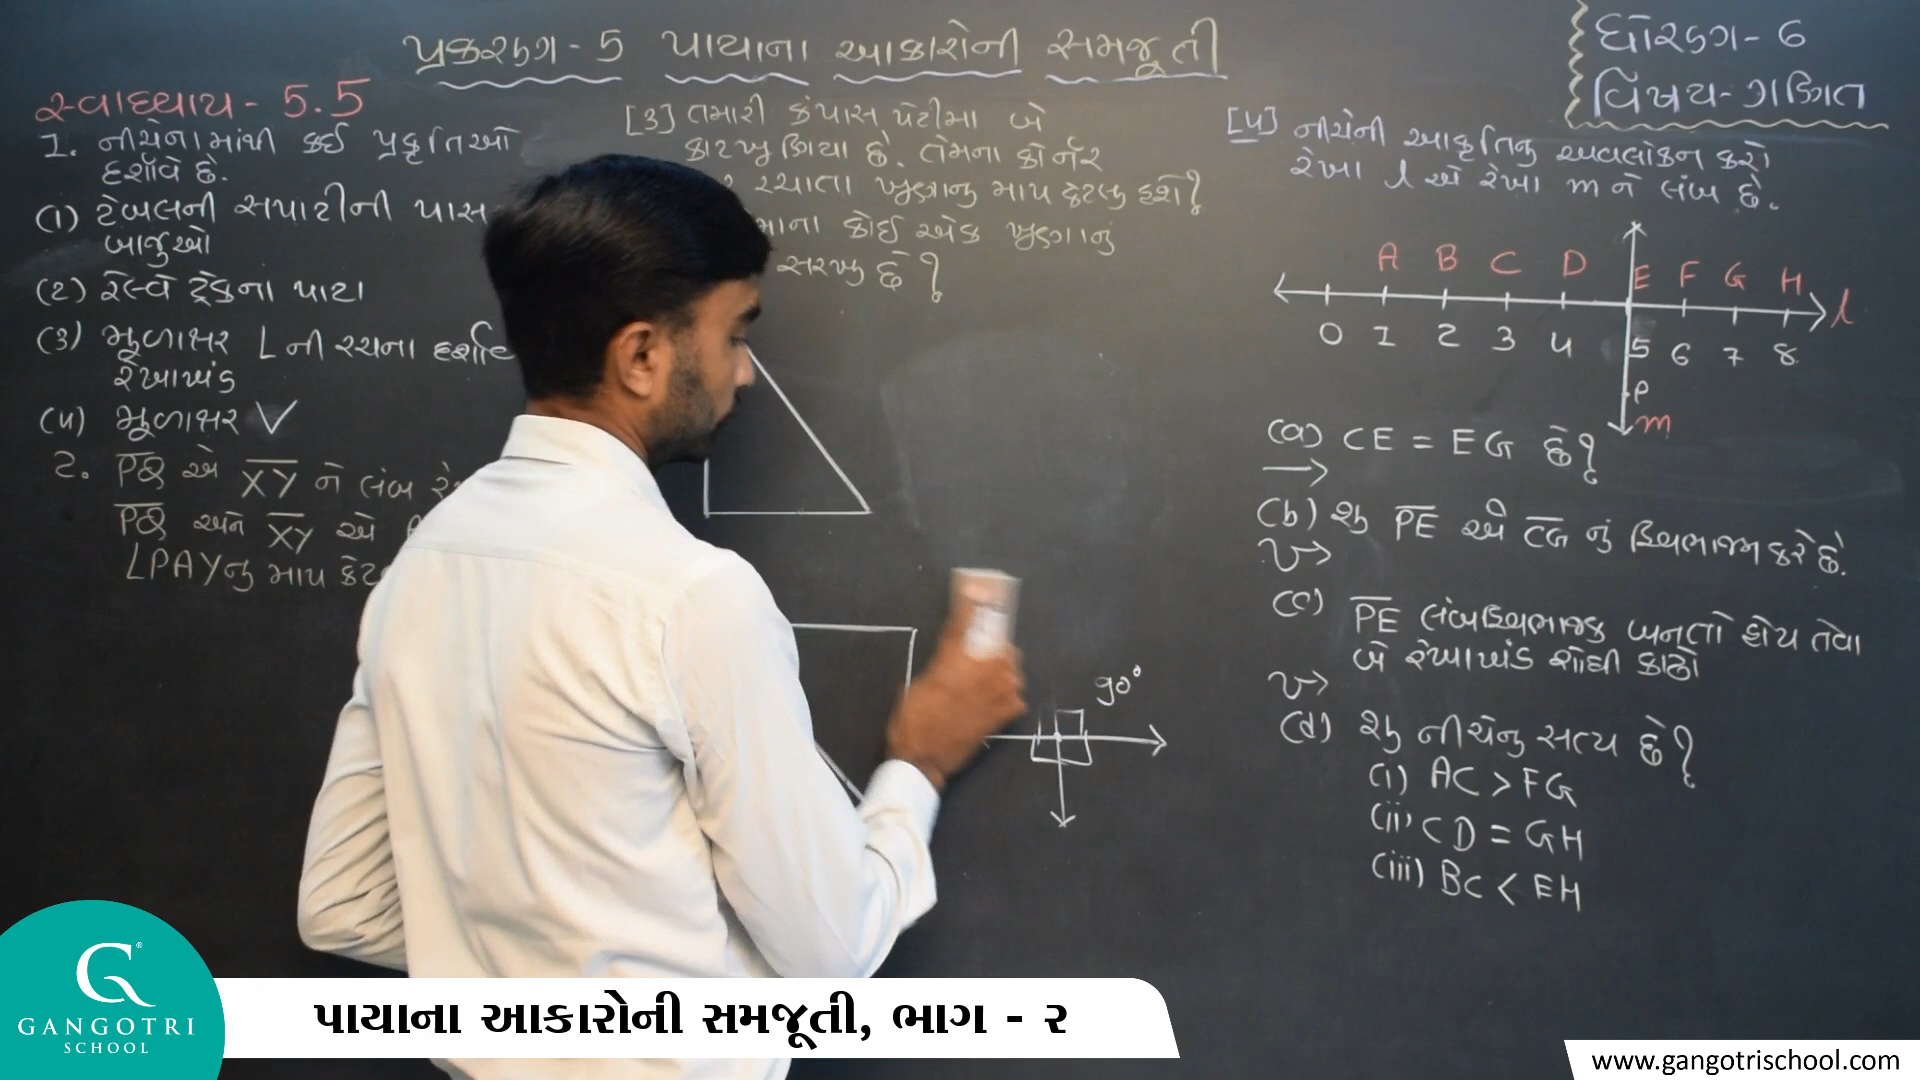 પ્રકરણ - 5 પાયાના આકારોની સમજૂતી
ધોરણ - 6
વિષય - ગણિત
સ્વાધ્યાય - 5.5
1. નીચેનામાંથી કઈ પ્રકૃતિઓ
દર્શાવે છે.
(1) ટેબલની સપાટીની પાસ
બાજુઓ
(2) રેલ્વે ટ્રેકના પાટા
(3) મૂળાક્ષર L ની રચના
રેખાખંડ
(4) મૂળાક્ષર V
2. PQ એ XY ને લંબ
PQ અને XY એ
∠PAY નું માપ
[3] તમારી કંપાસ પેટીમા બે
કાટખુણિયા છે. તેમના કોર્નર
રચાતા ખુણાનુ માપ કેટલુ હશે?
કોઈ એક ખુણાનું
સરખુ છે?
90°
[4] નીચેની આકૃતિનુ અવલોકન કરો
રેખા l એ રેખા m ને લંબ છે.
A B C D E F G H l
0 1 2 3 4 5 6 7 8
P
m
(a) CE = EG છે?
(b) શુ PE એ CG નું દ્વિભાજન કરે છે.
(c) PE લંબદ્વિભાજક બનતો હોય તેવા
બે રેખાખંડ શોધી કાઢો
(d) શુ નીચેનુ સત્ય છે?
(i) AC > FG
(ii) CD = GH
(iii) BC < EH
GANGOTRI
SCHOOL
પાયાના આકારોની સમજૂતી, ભાગ - ૨
www.gangotrischool.com